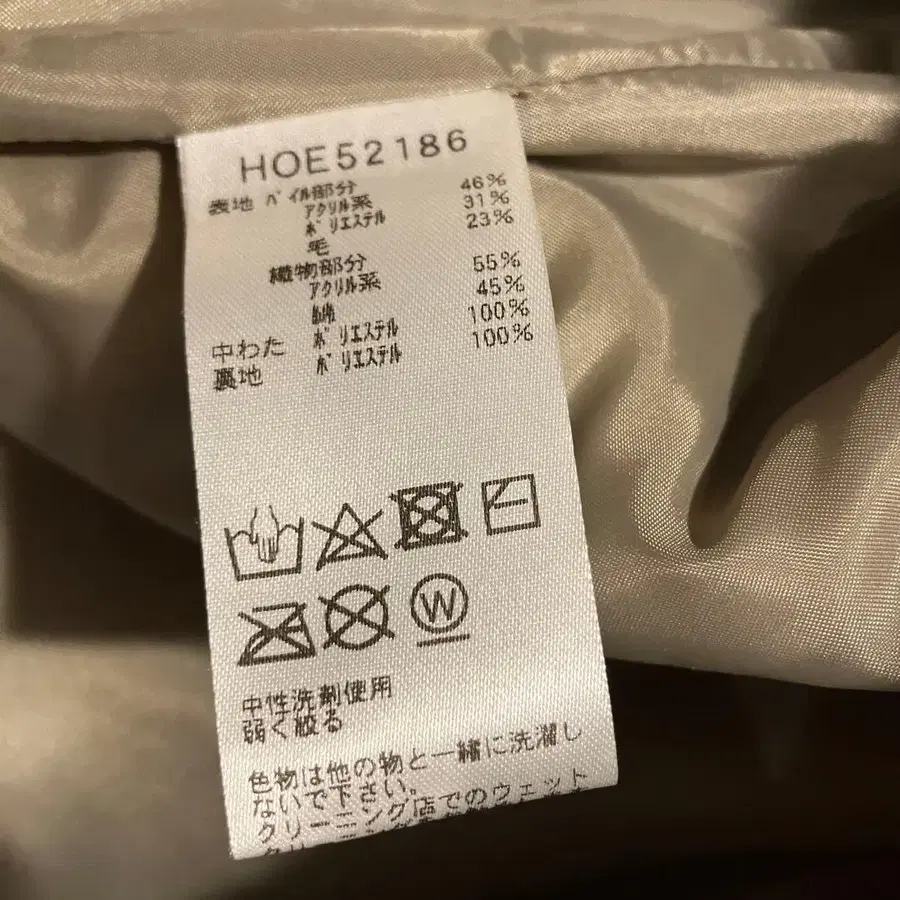 HOE52186
表地 ﾊﾟｲﾙ部分
ｱｸﾘﾙ系 46%
ﾎﾟﾘｴｽﾃﾙ 31%
毛 23%
織物部分
ｱｸﾘﾙ系 55%
綿 45%
中わた ﾎﾟﾘｴｽﾃﾙ 100%
裏地 ﾎﾟﾘｴｽﾃﾙ 100%
W
中性洗剤使用
弱く絞る
色物は他の物と一緒に洗濯し
ないで下さい。
クリーニング店でのウェット